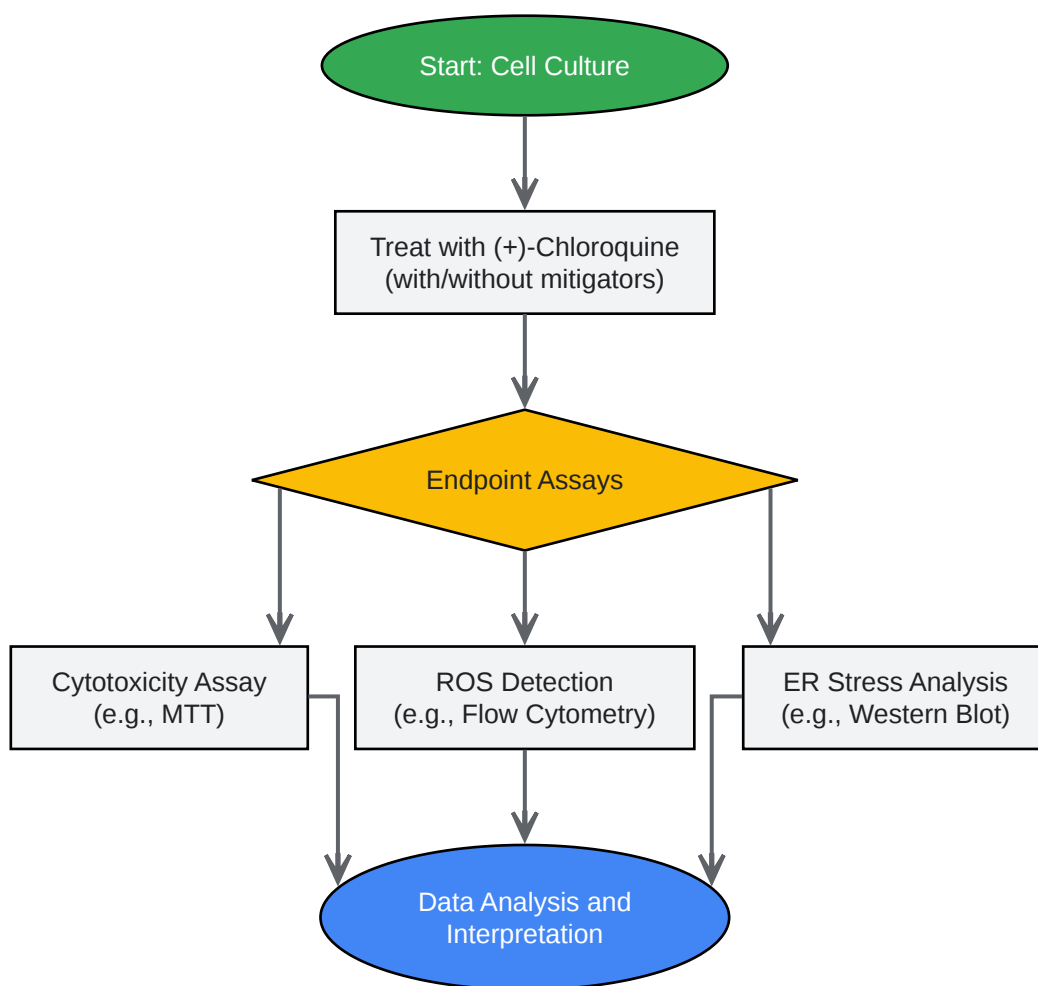 Start: Cell Culture
Treat with (+)-Chloroquine
(with/without mitigators)
Endpoint Assays
Cytotoxicity Assay
(e.g., MTT)
ROS Detection
(e.g., Flow Cytometry)
ER Stress Analysis
(e.g., Western Blot)
Data Analysis and
Interpretation